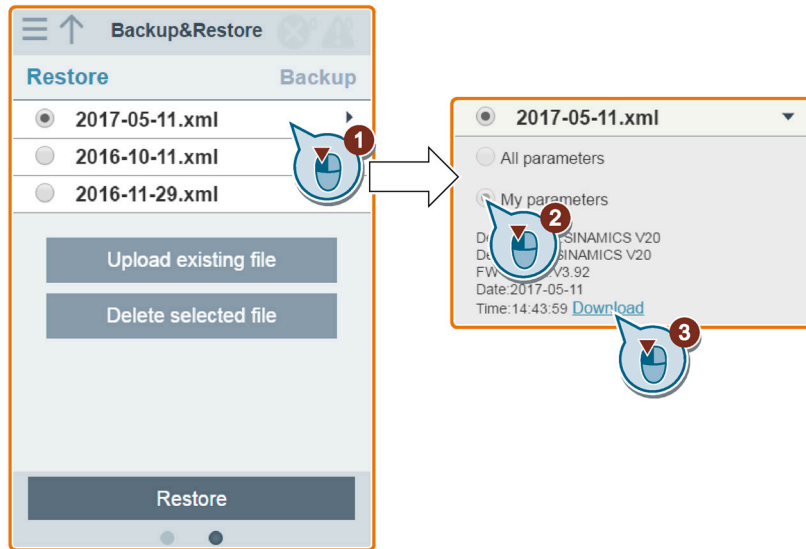 Backup&Restore
Restore Backup
2017-05-11.xml
2016-10-11.xml
2016-11-29.xml
Upload existing file
Delete selected file
Restore
1
2017-05-11.xml
All parameters
My parameters
2
SINAMICS V20
SINAMICS V20
FW V3.92
Date:2017-05-11
Time:14:43:59 Download
3